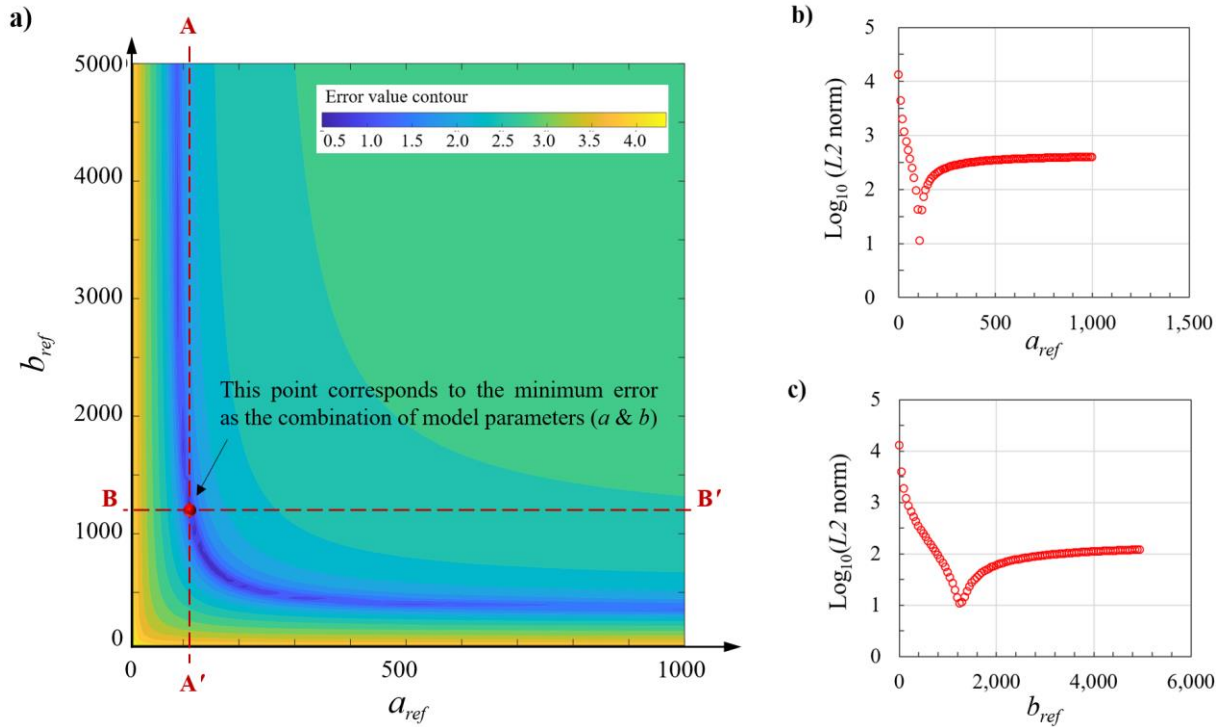 a)
A
5000
4000
3000
2000
1000
0
b_ref
Error value contour
0.5 1.0 1.5 2.0 2.5 3.0 3.5 4.0
This point corresponds to the minimum error
as the combination of model parameters (a & b)
B
B′
0 500 1000
A′
a_ref
b)
5
4
3
2
1
0
Log₁₀ (L2 norm)
0 500 1,000 1,500
a_ref
c)
5
4
3
2
1
0
Log₁₀(L2 norm)
0 2,000 4,000 6,000
b_ref